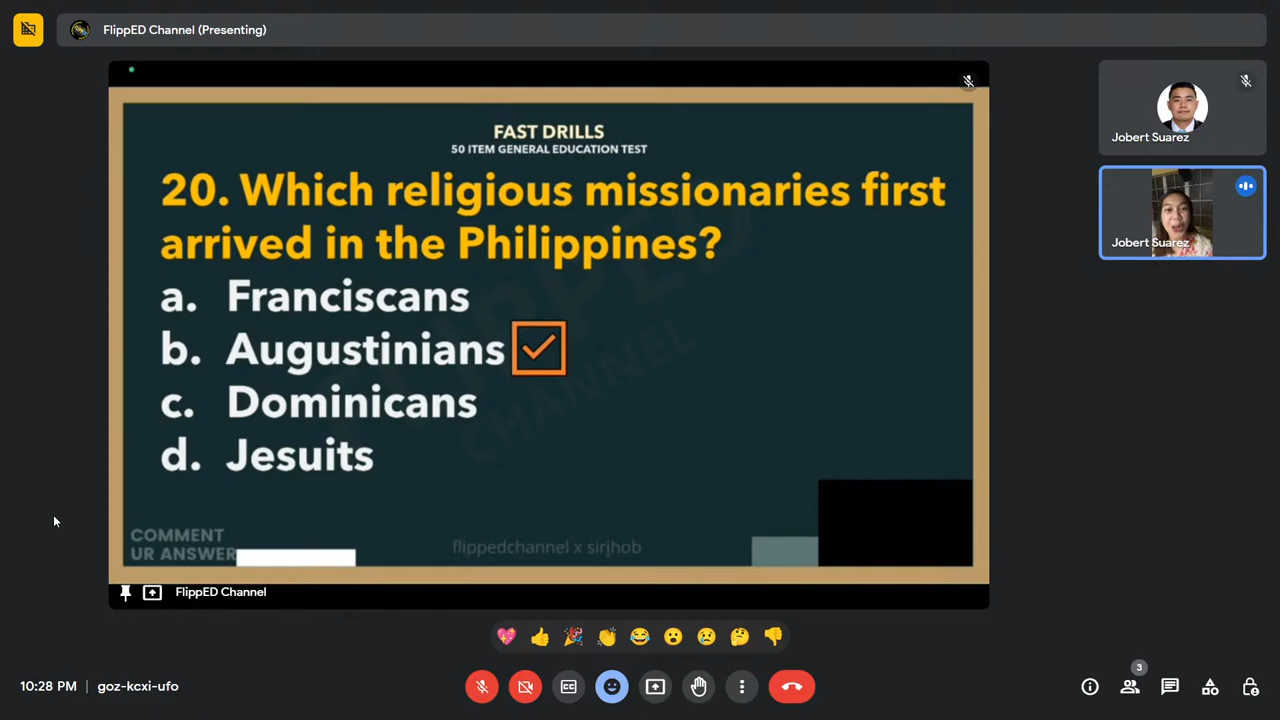 FlippED Channel (Presenting)
FAST DRILLS
50 ITEM GENERAL EDUCATION TEST
20. Which religious missionaries first
arrived in the Philippines?
a. Franciscans
b. Augustinians
c. Dominicans
d. Jesuits
COMMENT
UR ANSWER
flippedchannel x sirjhob
FLIPPED
CHANNEL
FlippED Channel
Jobert Suarez
Jobert Suarez
10:28 PM | goz-kcxi-ufo
3